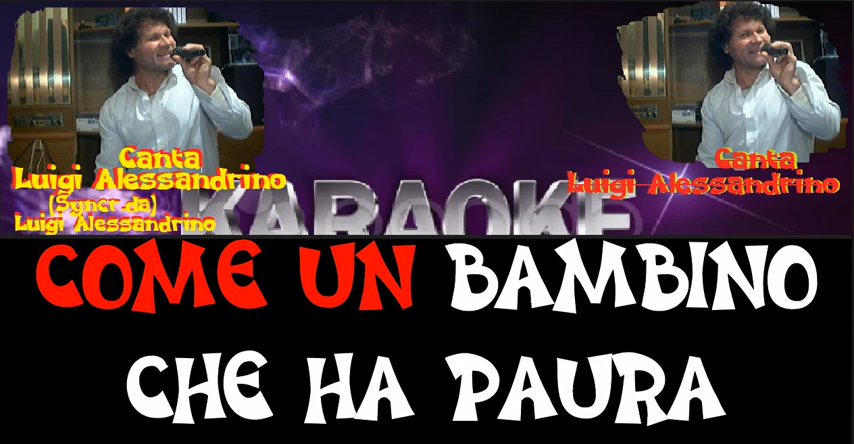 Canta
Luigi Alessandrino
(Syncr.da)
Luigi Alessandrino
Canta
Luigi Alessandrino
KARAOKE
COME UN BAMBINO
CHE HA PAURA